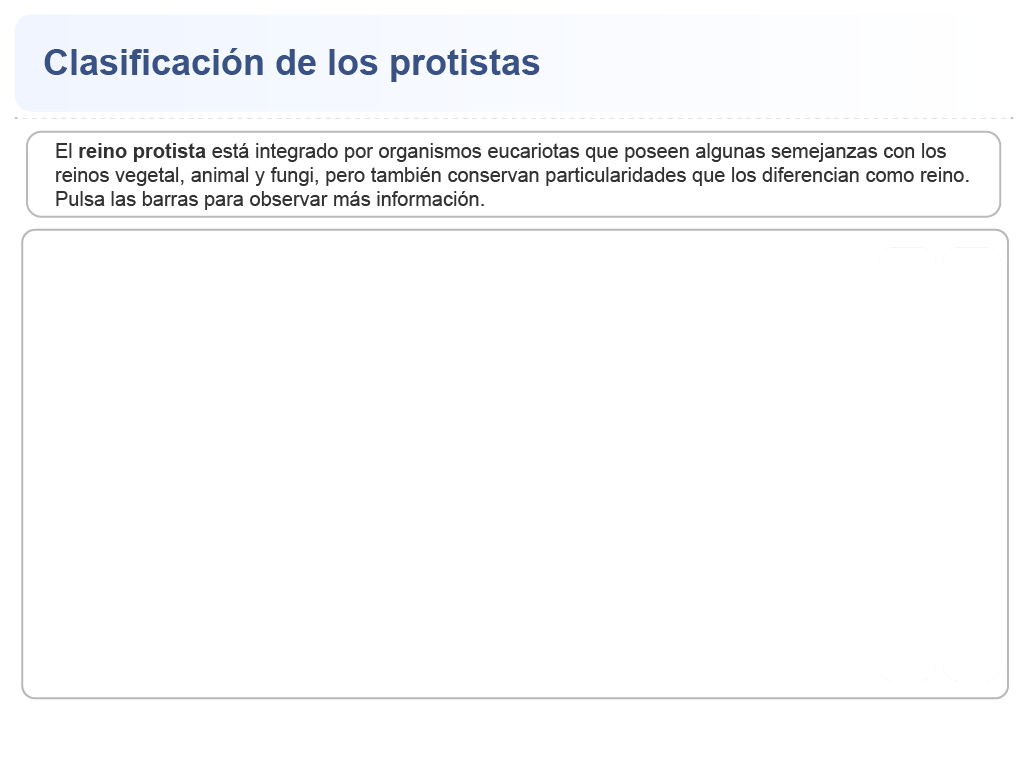 Clasificación de los protistas
El reino protista está integrado por organismos eucariotas que poseen algunas semejanzas con los
reinos vegetal, animal y fungi, pero también conservan particularidades que los diferencian como reino.
Pulsa las barras para observar más información.